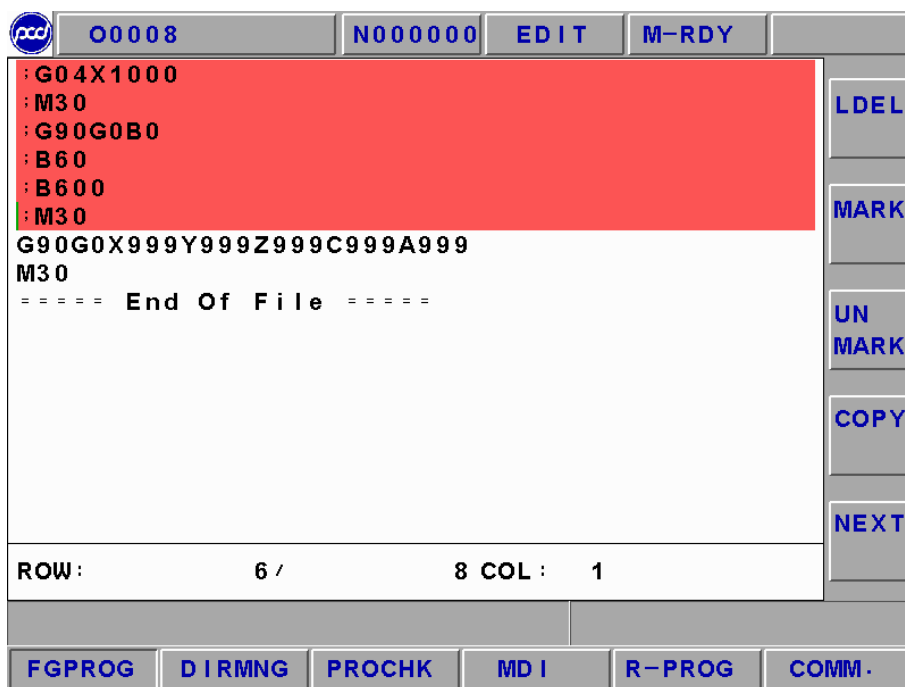 pcd O0008 N000000 EDIT M-RDY
;G04X1000
;M30
;G90G0B0
;B60
;B600
;M30
G90G0X999Y999Z999C999A999
M30
===== End Of File =====
ROW: 6/ 8 COL: 1
LDEL
MARK
UN
MARK
COPY
NEXT
FGPROG DIRMNG PROCHK MDI R-PROG COMM.